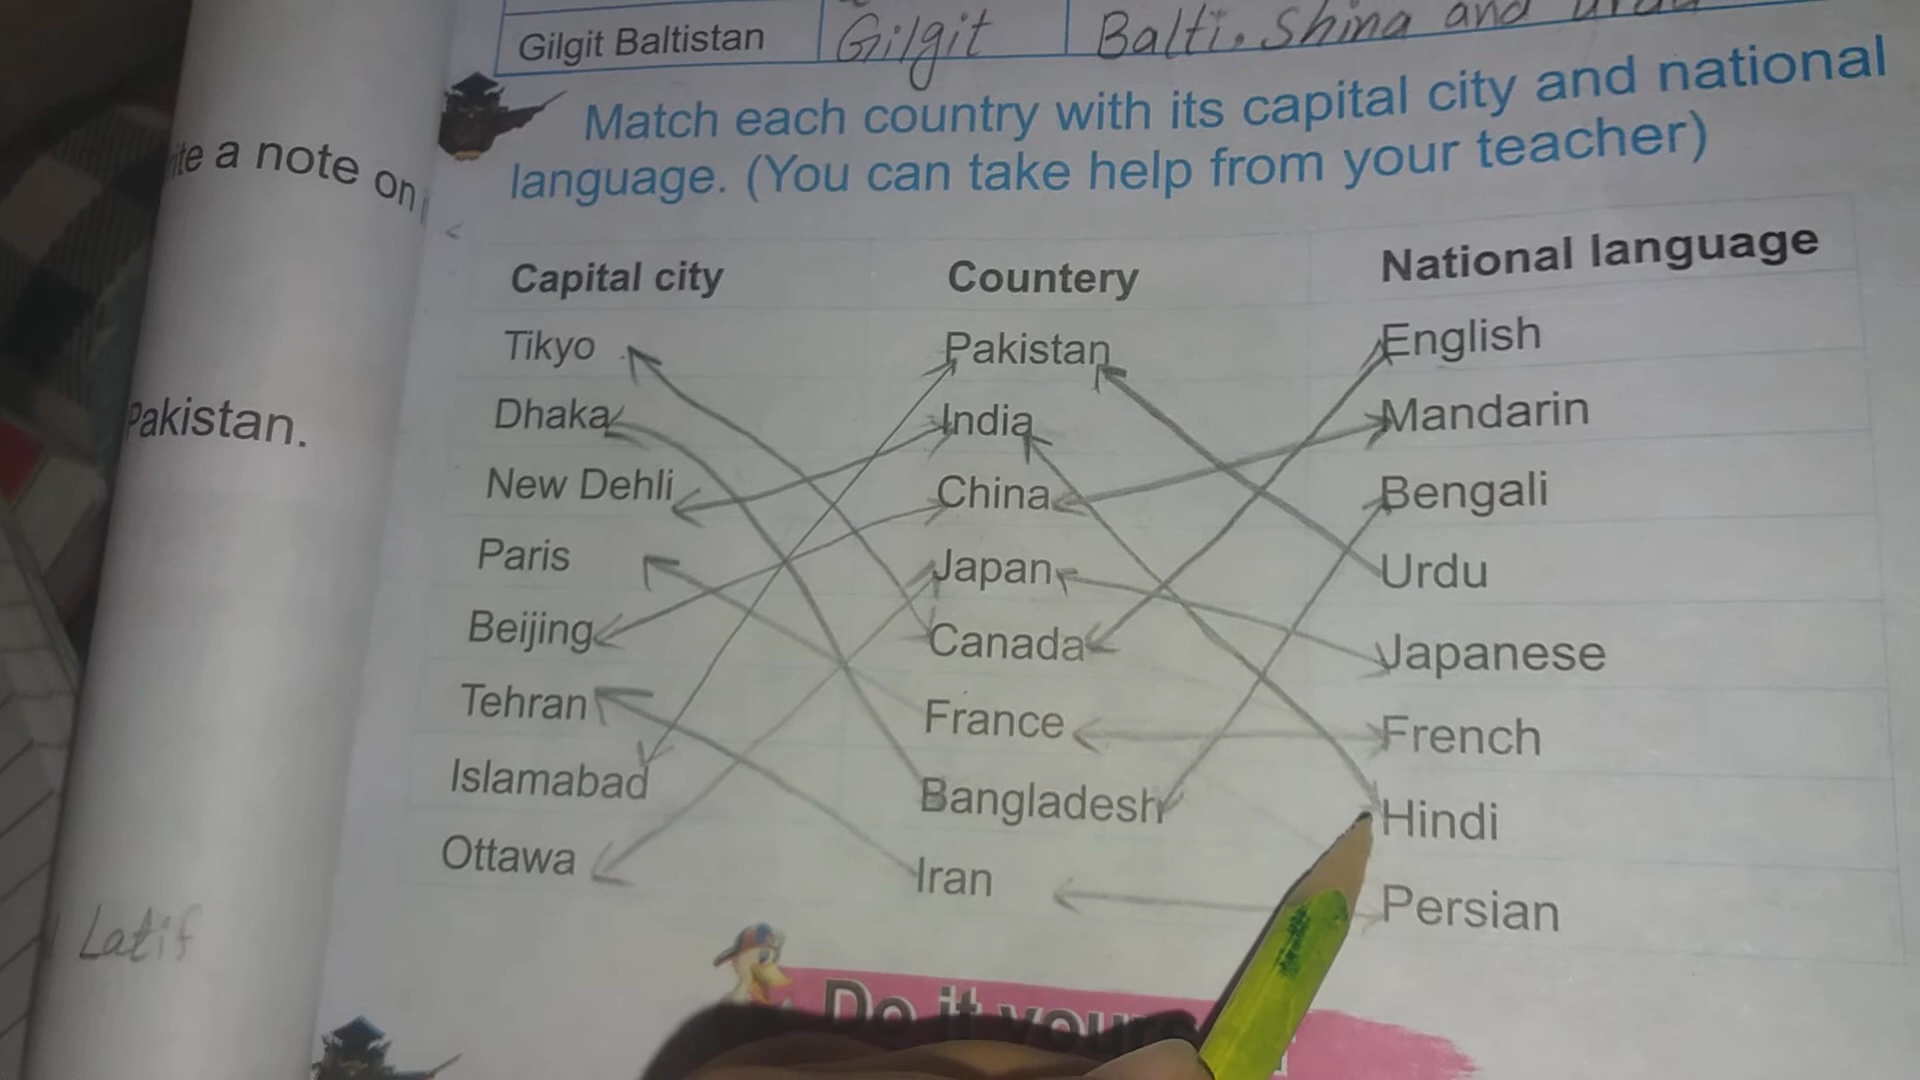 Gilgit Baltistan Gilgit Balti, Shina and Urdu
Match each country with its capital city and national
language. (You can take help from your teacher)
a note on
Pakistan.
Latif
Capital city Countery National language
Tikyo Pakistan English
Dhaka India Mandarin
New Dehli China Bengali
Paris Japan Urdu
Beijing Canada Japanese
Tehran France French
Islamabad Bangladesh Hindi
Ottawa Iran Persian
Do it